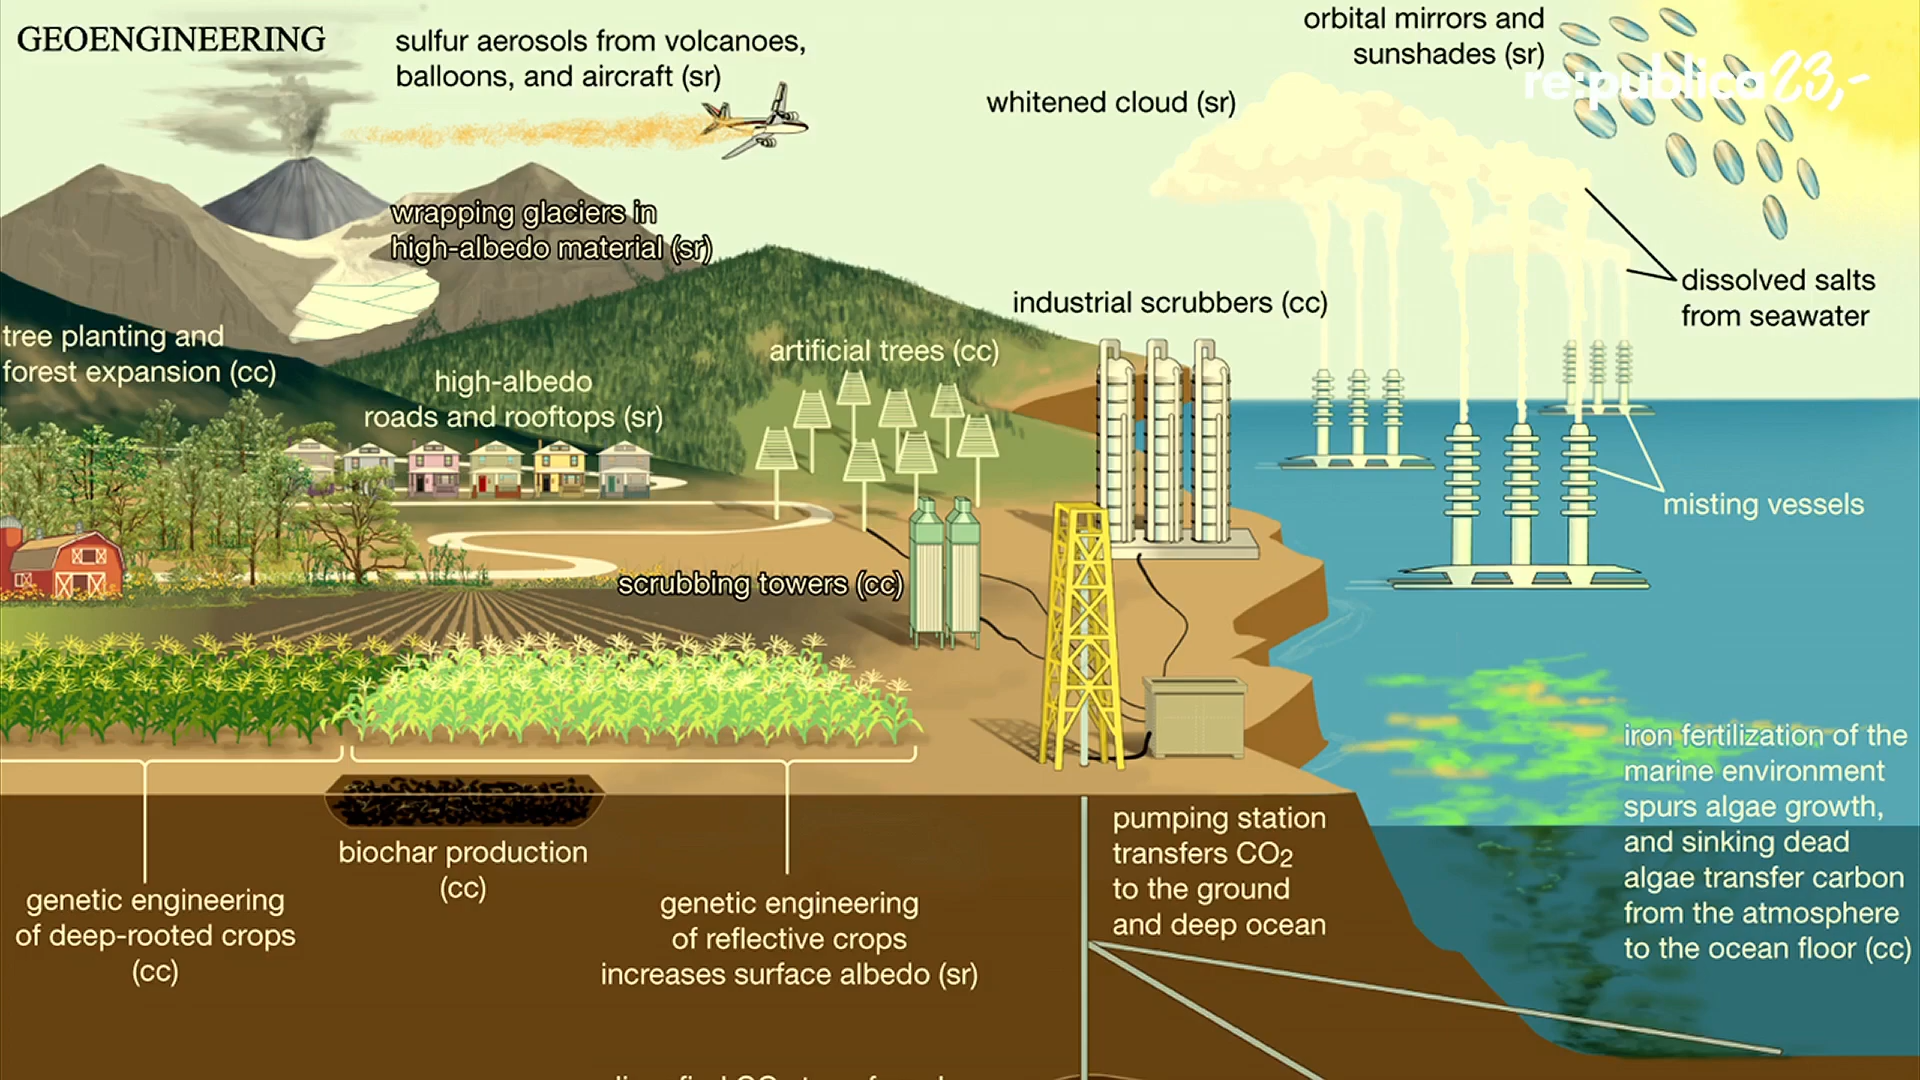 GEOENGINEERING
sulfur aerosols from volcanoes,
balloons, and aircraft (sr)
orbital mirrors and
sunshades (sr)
re:publica 23,-
whitened cloud (sr)
wrapping glaciers in
high-albedo material (sr)
dissolved salts
from seawater
industrial scrubbers (cc)
tree planting and
forest expansion (cc)
artificial trees (cc)
high-albedo
roads and rooftops (sr)
misting vessels
scrubbing towers (cc)
iron fertilization of the
marine environment
spurs algae growth,
and sinking dead
algae transfer carbon
from the atmosphere
to the ocean floor (cc)
pumping station
transfers CO2
to the ground
and deep ocean
biochar production
(cc)
genetic engineering
of deep-rooted crops
(cc)
genetic engineering
of reflective crops
increases surface albedo (sr)